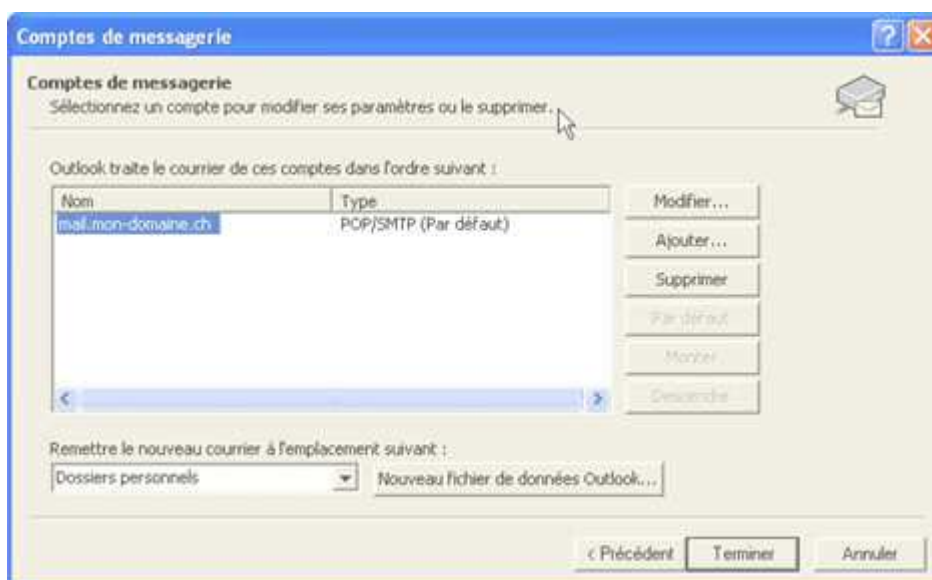 Comptes de messagerie
Comptes de messagerie
Sélectionnez un compte pour modifier ses paramètres ou le supprimer.
Outlook traite le courrier de ces comptes dans l'ordre suivant :
Nom Type
mail.mon-domaine.ch POP/SMTP (Par défaut)
Modifier...
Ajouter...
Supprimer
Par défaut
Monter
Descendre
Remettre le nouveau courrier à l'emplacement suivant :
Dossiers personnels Nouveau fichier de données Outlook...
< Précédent Terminer Annuler